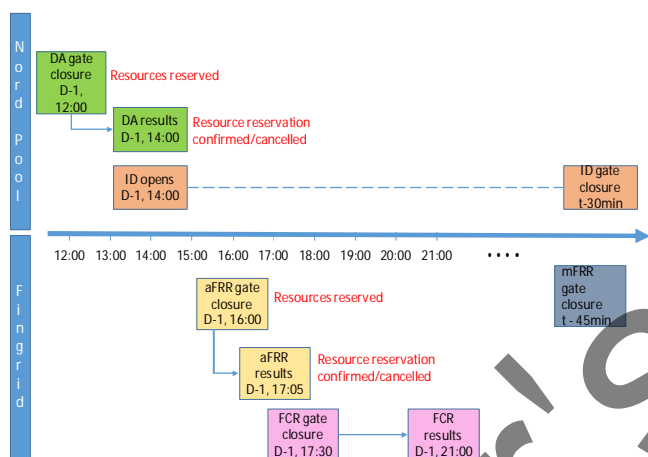 Nord Pool
DA gate
closure
D-1,
12:00
Resources reserved
DA results
D-1, 14:00
Resource reservation
confirmed/cancelled
ID opens
D-1, 14:00
ID gate
closure
t-30min
12:00 13:00 14:00 15:00 16:00 17:00 18:00 19:00 20:00 21:00 ....
Fingrid
aFRR gate
closure
D-1, 16:00
Resources reserved
mFRR
gate
closure
t - 45min
aFRR
results
D-1, 17:05
Resource reservation
confirmed/cancelled
FCR gate
closure
D-1, 17:30
FCR
results
D-1, 21:00
r's